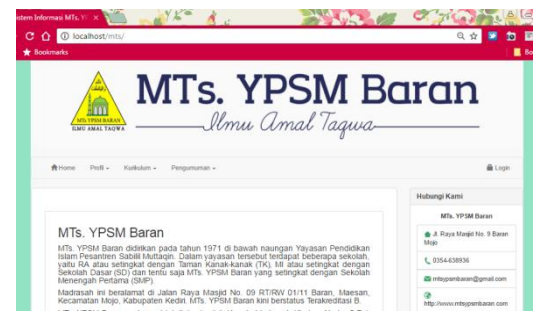 istem Informasi MTs. Y
localhost/mts/
Bookmarks
MTs. YPSM Baran
Ilmu Amal Taqwa
MTs YPSM BARAN
ILMU AMAL TAQWA
Home Profil Kurikulum Pengumuman Login
MTs. YPSM Baran
MTs. YPSM Baran didirikan pada tahun 1971 di bawah naungan Yayasan Pendidikan
Islam Pesantren Sabilil Muttaqin. Dalam yayasan tersebut terdapat beberapa sekolah,
yaitu RA atau setingkat dengan Taman Kanak-kanak (TK), MI atau setingkat dengan
Sekolah Dasar (SD) dan tentu saja MTs. YPSM Baran yang setingkat dengan Sekolah
Menengah Pertama (SMP).
Madrasah ini beralamat di Jalan Raya Masjid No. 09 RT/RW 01/11 Baran, Maesan,
Kecamatan Mojo, Kabupaten Kediri. MTs. YPSM Baran kini berstatus Terakreditasi B.
Hubungi Kami
MTs. YPSM Baran
Jl. Raya Masjid No. 9 Baran
Mojo
0354-638936
mtsypsmbaran@gmail.com
http://www.mtsypsmbaran.com